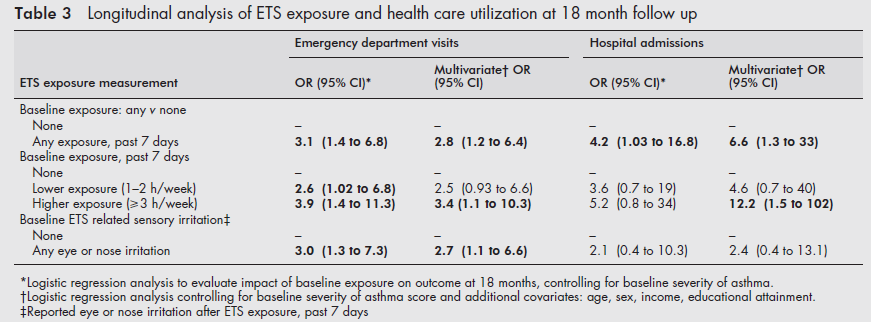 Table 3 Longitudinal analysis of ETS exposure and health care utilization at 18 month follow up
Emergency department visits Hospital admissions
ETS exposure measurement OR (95% CI)* Multivariate† OR (95% CI) OR (95% CI)* Multivariate† OR (95% CI)
Baseline exposure: any v none
None – – – –
Any exposure, past 7 days 3.1 (1.4 to 6.8) 2.8 (1.2 to 6.4) 4.2 (1.03 to 16.8) 6.6 (1.3 to 33)
Baseline exposure, past 7 days
None – – – –
Lower exposure (1–2 h/week) 2.6 (1.02 to 6.8) 2.5 (0.93 to 6.6) 3.6 (0.7 to 19) 4.6 (0.7 to 40)
Higher exposure (≥3 h/week) 3.9 (1.4 to 11.3) 3.4 (1.1 to 10.3) 5.2 (0.8 to 34) 12.2 (1.5 to 102)
Baseline ETS related sensory irritation‡
None – – – –
Any eye or nose irritation 3.0 (1.3 to 7.3) 2.7 (1.1 to 6.6) 2.1 (0.4 to 10.3) 2.4 (0.4 to 13.1)
*Logistic regression analysis to evaluate impact of baseline exposure on outcome at 18 months, controlling for baseline severity of asthma.
†Logistic regression analysis controlling for baseline severity of asthma score and additional covariates: age, sex, income, educational attainment.
‡Reported eye or nose irritation after ETS exposure, past 7 days